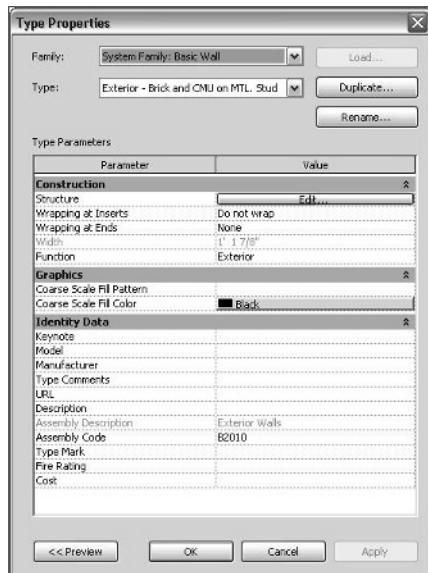 Type Properties
Family: System Family: Basic Wall Load...
Type: Exterior - Brick and CMU on MTL. Stud Duplicate...
Rename...
Type Parameters
Parameter Value
Construction
Structure Edit...
Wrapping at Inserts Do not wrap
Wrapping at Ends None
Width 1' 1 7/8"
Function Exterior
Graphics
Coarse Scale Fill Pattern
Coarse Scale Fill Color Black
Identity Data
Keynote
Model
Manufacturer
Type Comments
URL
Description
Assembly Description Exterior Walls
Assembly Code B2010
Type Mark
Fire Rating
Cost
<< Preview OK Cancel Apply